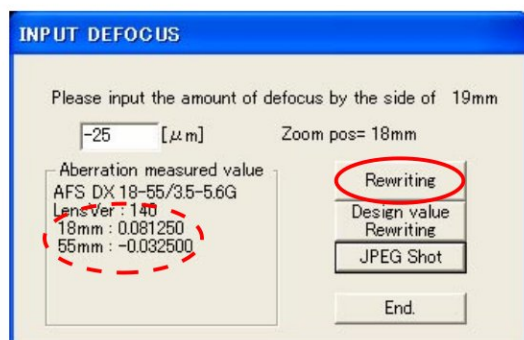 INPUT DEFOCUS
Please input the amount of defocus by the side of 19mm
-25 [μm] Zoom pos= 18mm
Aberration measured value
AFS DX 18-55/3.5-5.6G
LensVer : 140
18mm : 0.081250
55mm : -0.032500
Rewriting
Design value
Rewriting
JPEG Shot
End.